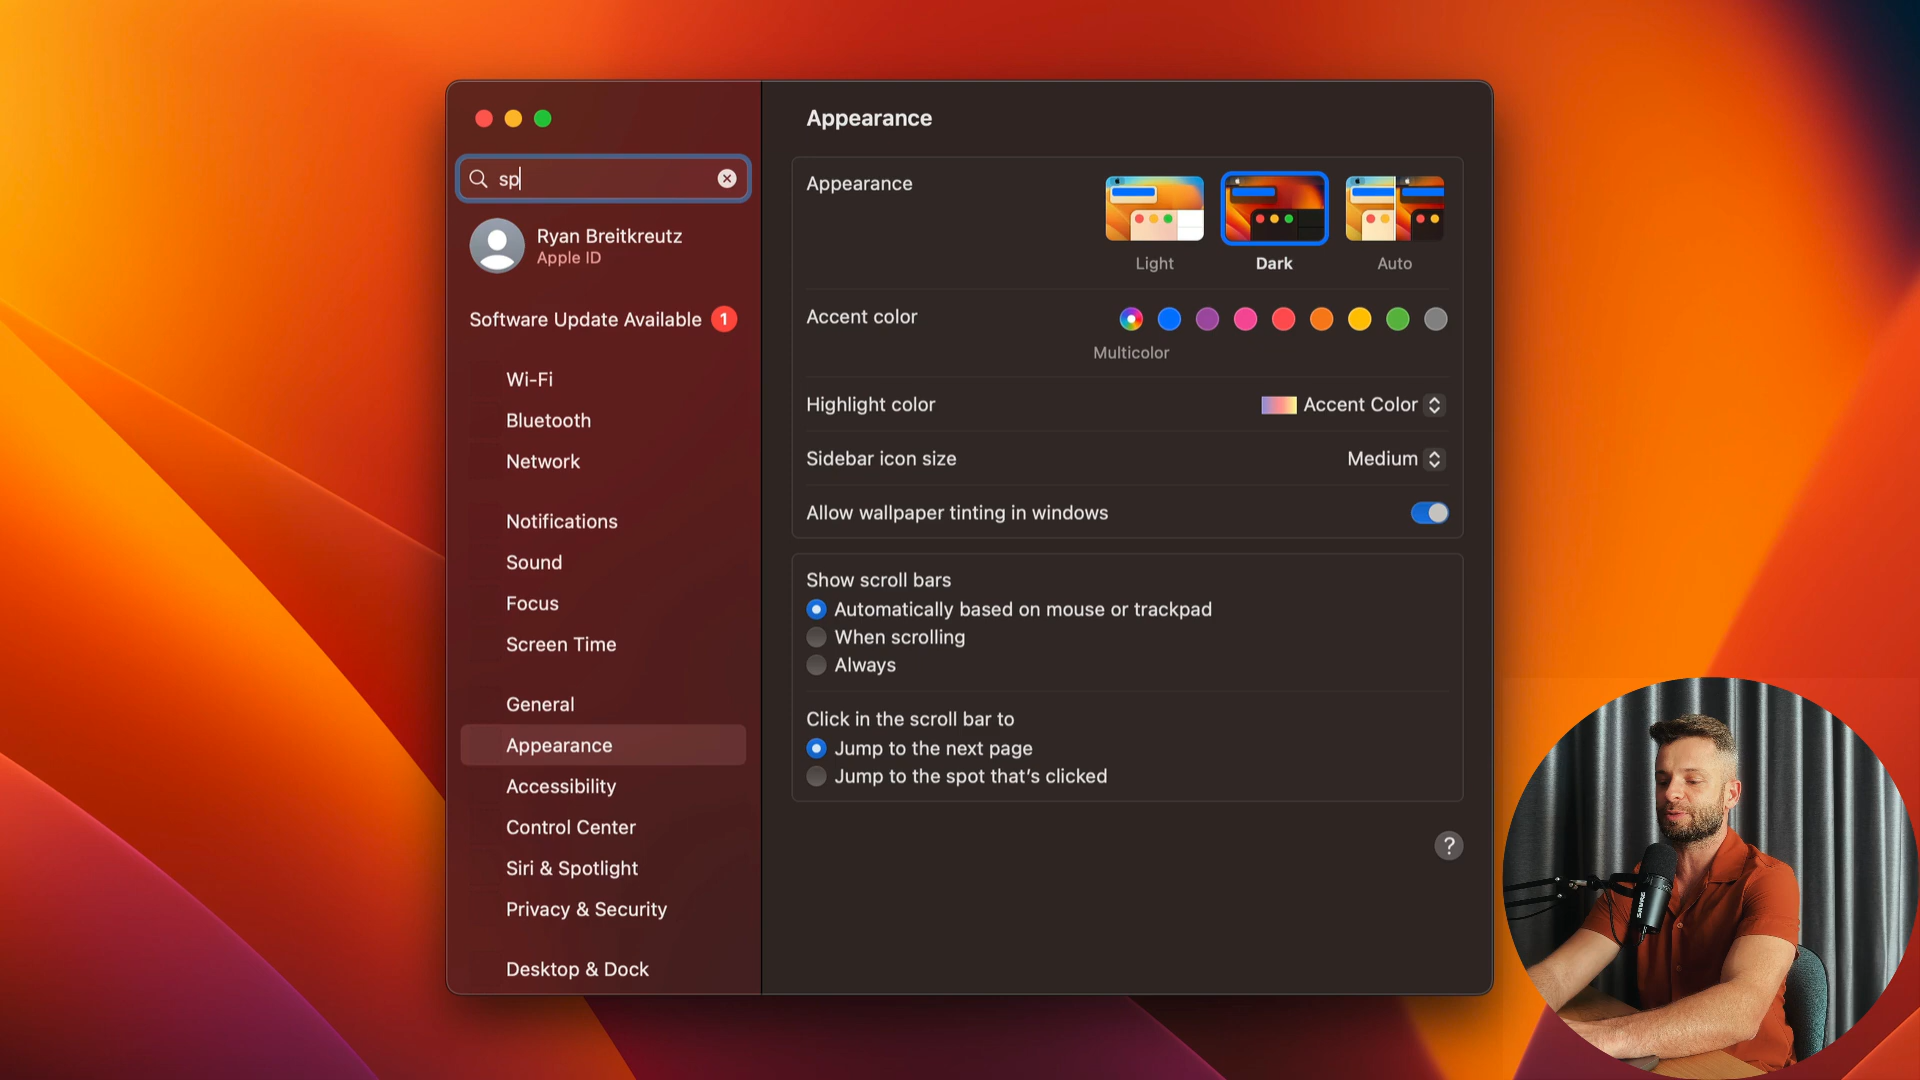 sp
Ryan Breitkreutz
Apple ID
Software Update Available 1
Wi-Fi
Bluetooth
Network
Notifications
Sound
Focus
Screen Time
General
Appearance
Accessibility
Control Center
Siri & Spotlight
Privacy & Security
Desktop & Dock
Appearance
Appearance
Light
Dark
Auto
Accent color
Multicolor
Highlight color
Accent Color
Sidebar icon size
Medium
Allow wallpaper tinting in windows
Show scroll bars
Automatically based on mouse or trackpad
When scrolling
Always
Click in the scroll bar to
Jump to the next page
Jump to the spot that’s clicked
?
SHURE